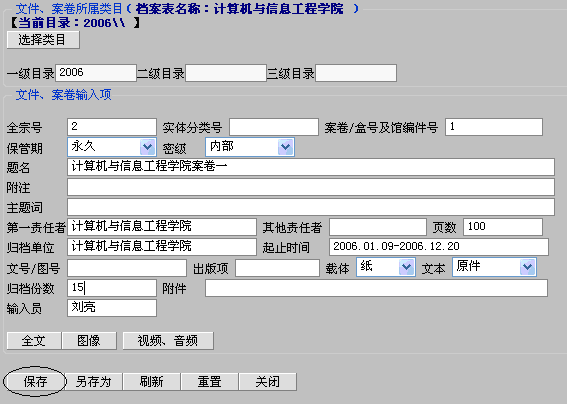 文件、案卷所属类目(档案表名称：计算机与信息工程学院 )
【当前目录：2006\\ 】
选择类目
一级目录 2006 二级目录 三级目录
文件、案卷输入项
全宗号 2 实体分类号 案卷/盒号及馆编件号 1
保管期 永久 密级 内部
题名 计算机与信息工程学院案卷一
附注
主题词
第一责任者 计算机与信息工程学院 其他责任者 页数 100
归档单位 计算机与信息工程学院 起止时间 2006.01.09-2006.12.20
文号/图号 出版项 载体 纸 文本 原件
归档份数 15 附件
输入员 刘亮
全文 图像 视频、音频
保存 另存为 刷新 重置 关闭